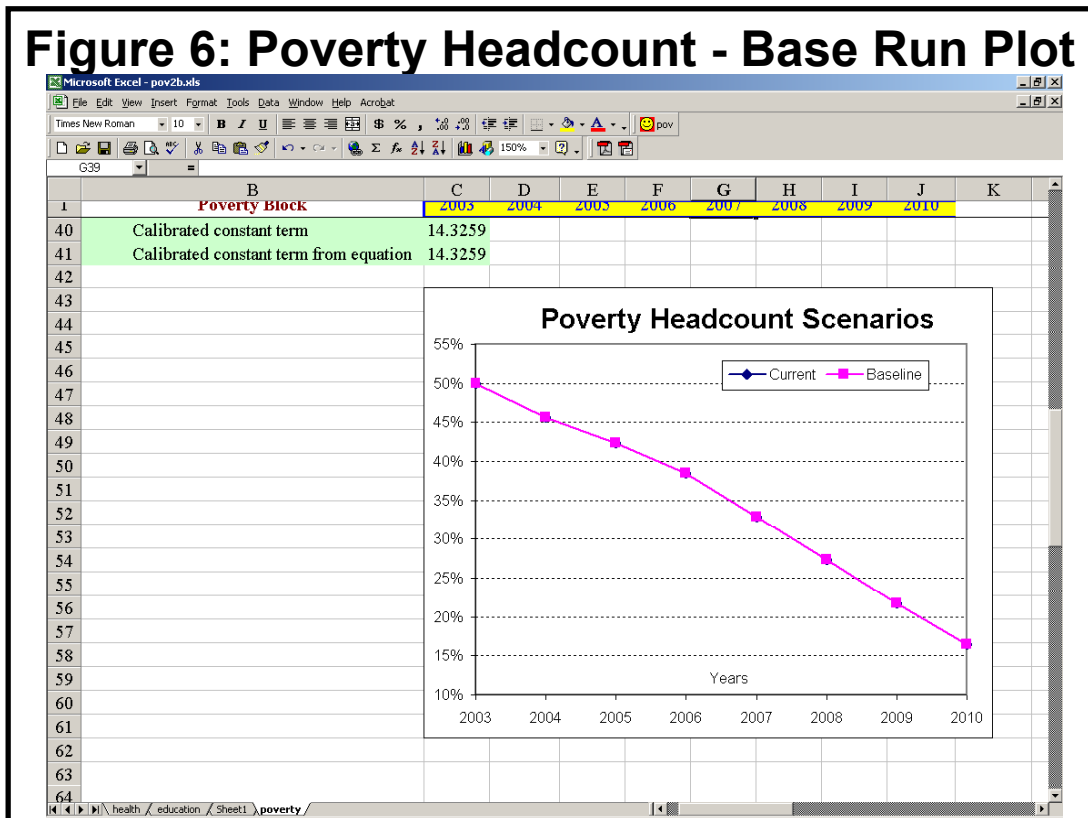 Figure 6: Poverty Headcount - Base Run Plot
Microsoft Excel - pov2b.xls
File Edit View Insert Format Tools Data Window Help Acrobat
Times New Roman 10 B I U $ % , pov
150%
G39 =
B C D E F G H I J K
1 Poverty Block 2003 2004 2005 2006 2007 2008 2009 2010
40 Calibrated constant term 14.3259
41 Calibrated constant term from equation 14.3259
42
43
44
45
46
47
48
49
50
51
52
53
54
55
56
57
58
59
60
61
62
63
64
Poverty Headcount Scenarios
Current Baseline
55%
50%
45%
40%
35%
30%
25%
20%
15%
10%
Years
2003 2004 2005 2006 2007 2008 2009 2010
health education Sheet1 poverty